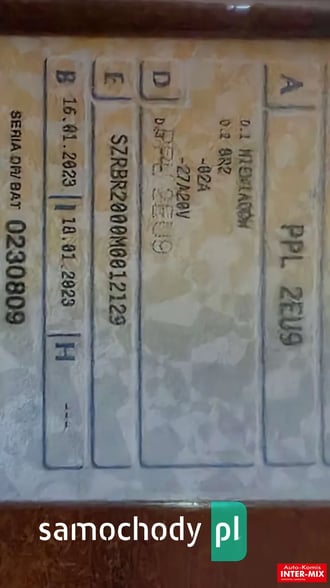 A
PPL 2EU9
D
D.1 NIEWIADÓW
D.2 BR2
-02A
-27A20V
D.3
PPL 2EU9
E
SZRBR2000M0012129
B 16.01.2023
I 18.01.2023
H ---
SERIA DR/BAT 0230809
samochody pl
Auto-Komis
INTER-MIX